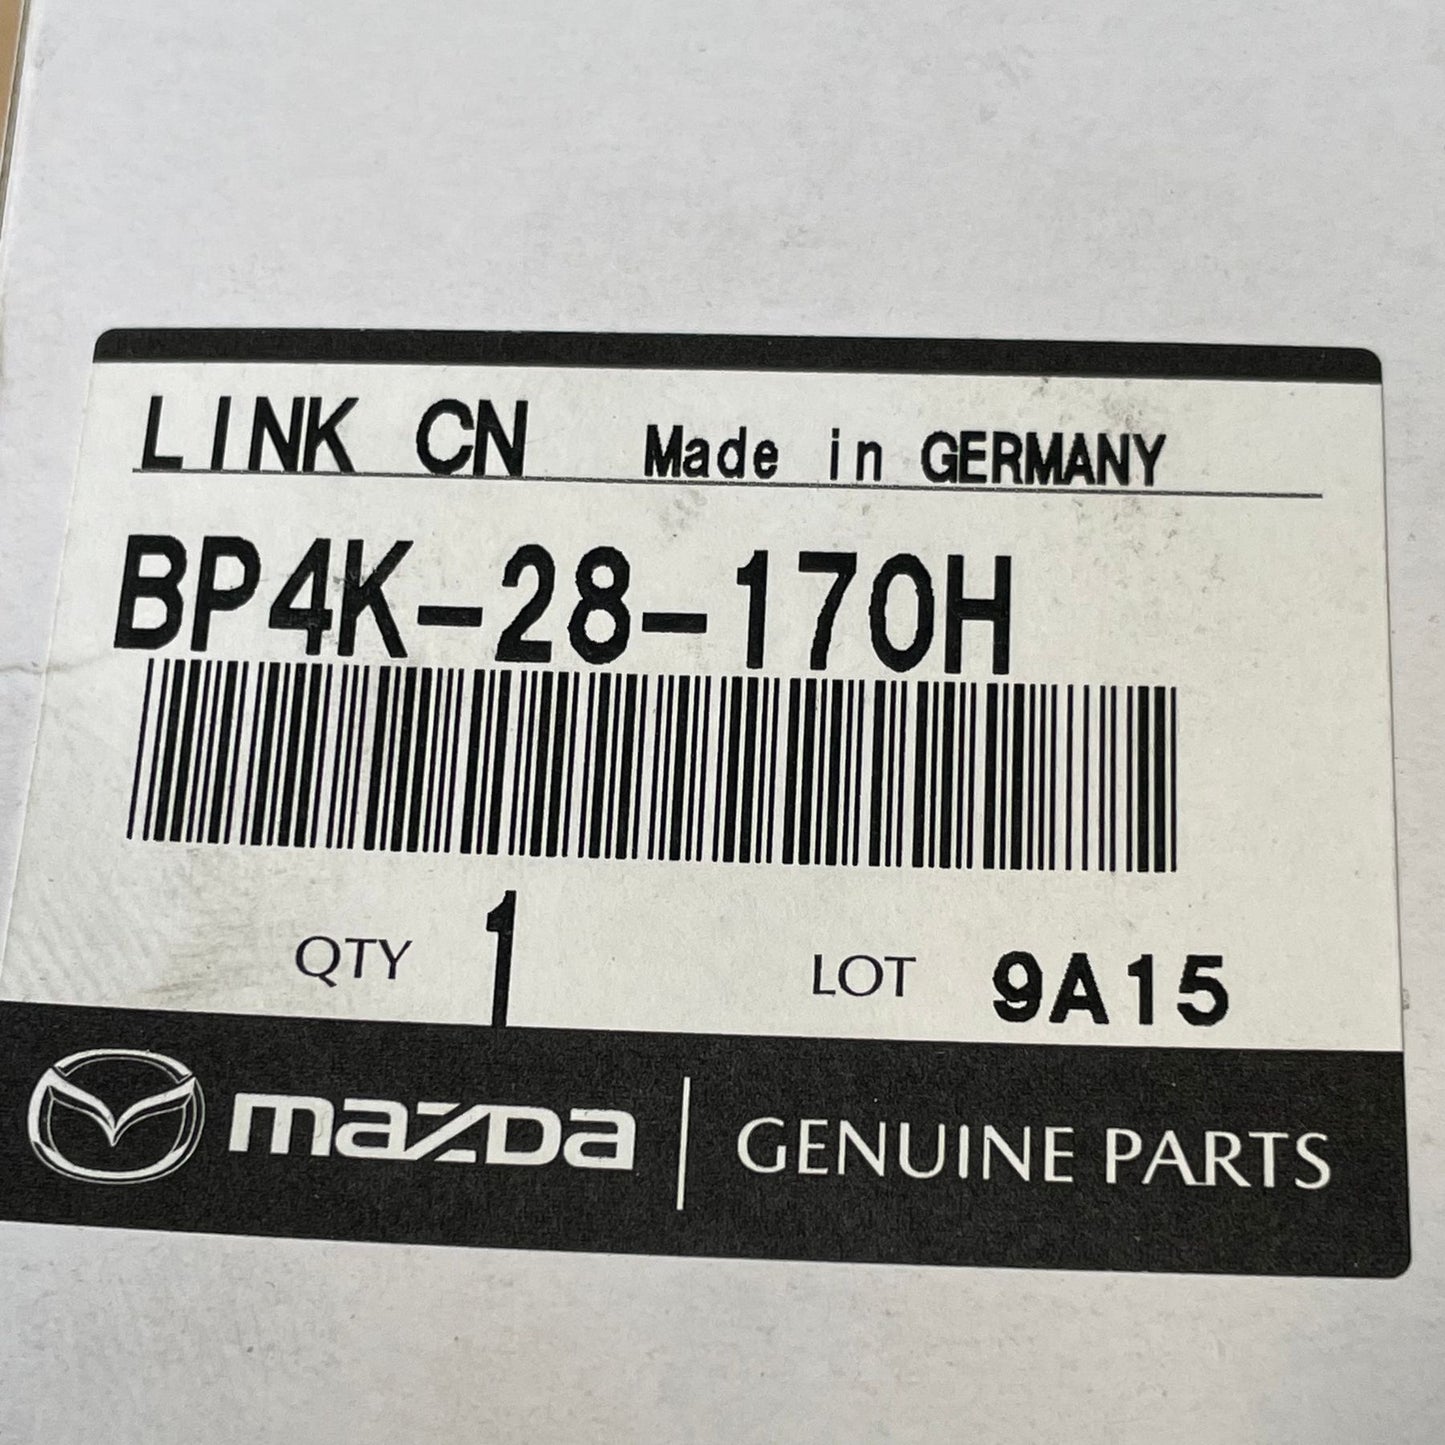 LINK CN Made in GERMANY
BP4K-28-170H
QTY 1 LOT 9A15
mazda GENUINE PARTS